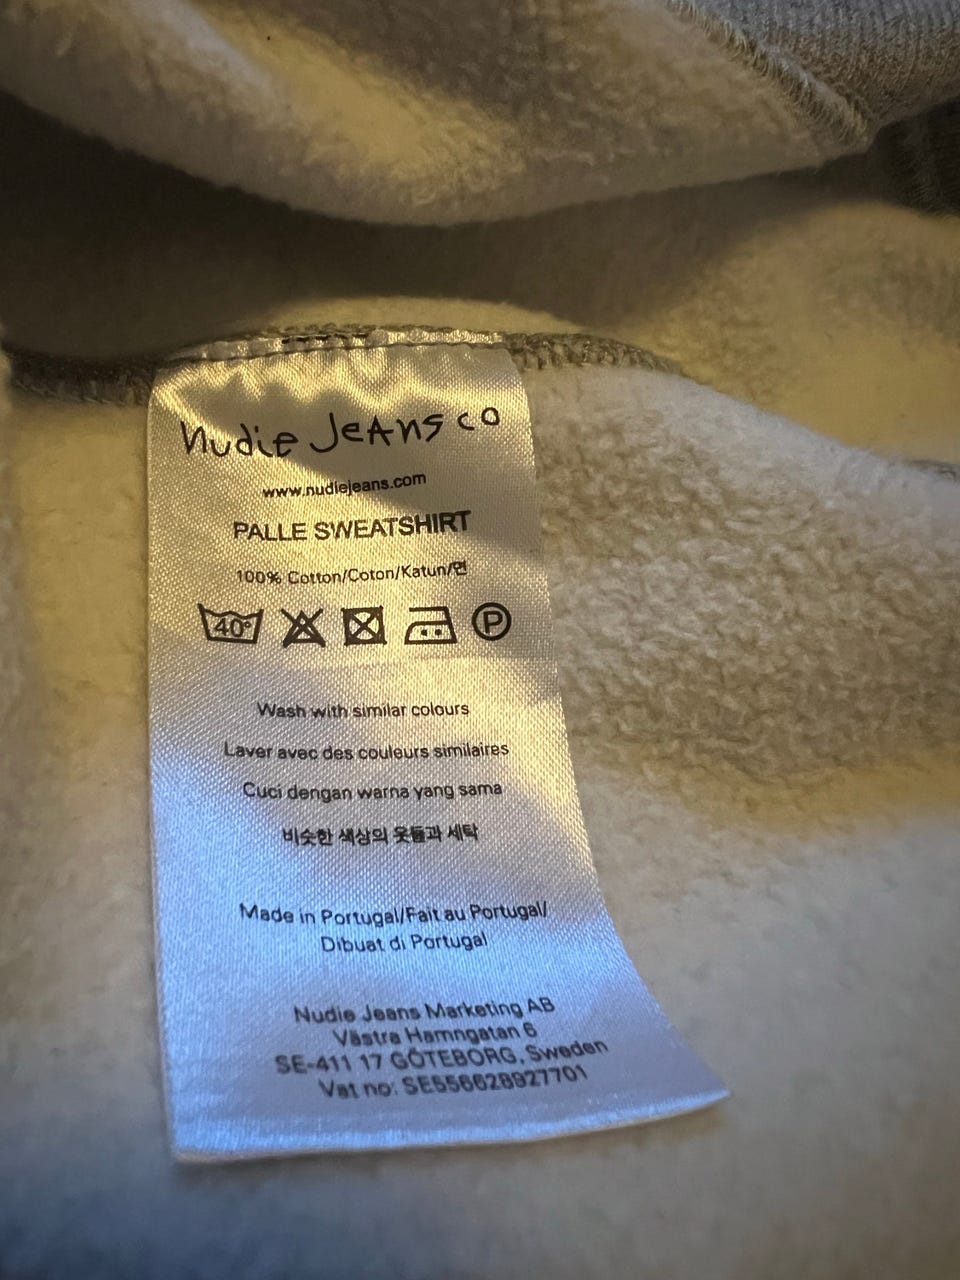 nudie Jeans co
www.nudiejeans.com
PALLE SWEATSHIRT
100% Cotton/Coton/Katun/면
40° P
Wash with similar colours
Laver avec des couleurs similaires
Cuci dengan warna yang sama
비슷한 색상의 옷들과 세탁
Made in Portugal/Fait au Portugal/
Dibuat di Portugal
Nudie Jeans Marketing AB
Västra Hamngatan 6
SE-411 17 GÖTEBORG, Sweden
Vat no: SE556628927701